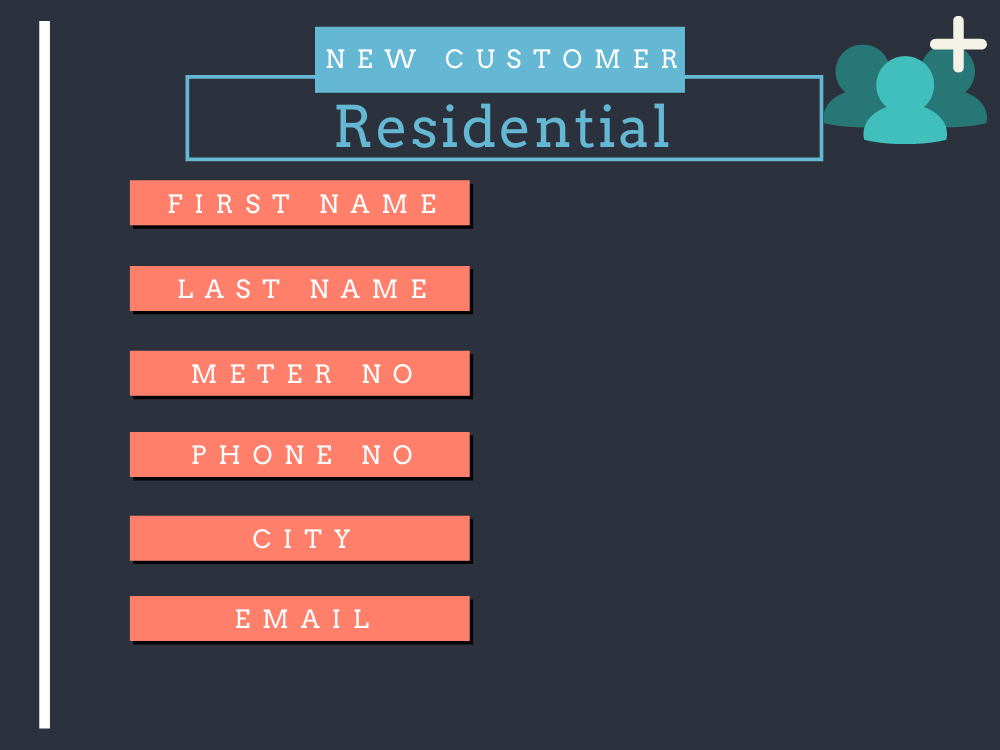 NEW CUSTOMER
Residential
FIRST NAME
LAST NAME
METER NO
PHONE NO
CITY
EMAIL